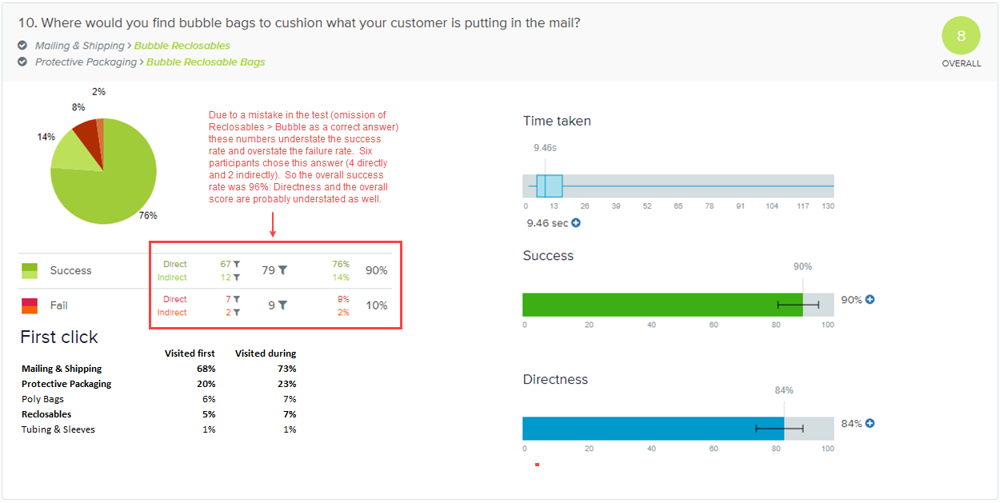 10. Where would you find bubble bags to cushion what your customer is putting in the mail?
Mailing & Shipping > Bubble Reclosables
Protective Packaging > Bubble Reclosable Bags
8
OVERALL
2%
8%
14%
76%
Due to a mistake in the test (omission of
Reclosables > Bubble as a correct answer)
these numbers understate the success
rate and overstate the failure rate. Six
participants chose this answer (4 directly
and 2 indirectly). So the overall success
rate was 96%. Directness and the overall
score are probably understated as well.
Success
Direct 67 79 76% 90%
Indirect 12 14%
Fail
Direct 7 9 8% 10%
Indirect 2 2%
First click
Visited first Visited during
Mailing & Shipping 68% 73%
Protective Packaging 20% 23%
Poly Bags 6% 7%
Reclosables 5% 7%
Tubing & Sleeves 1% 1%
Time taken
9.46s
0 13 26 39 52 65 78 91 104 117 130
9.46 sec
Success
90%
90%
0 20 40 60 80 100
Directness
84%
84%
0 20 40 60 80 100